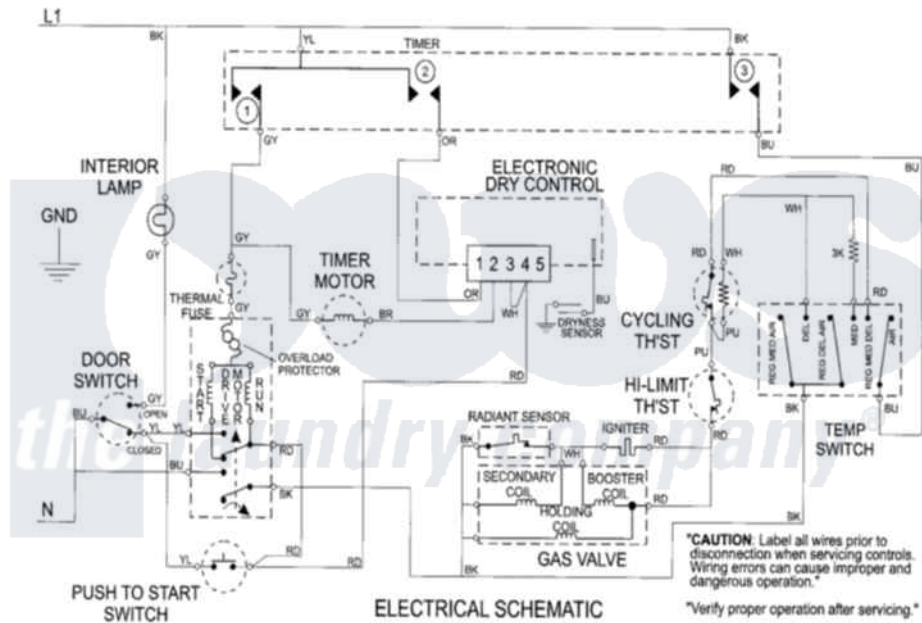 L1
BK
YL
TIMER
BK
1
2
3
GY
OR
BU
INTERIOR
LAMP
ELECTRONIC
DRY CONTROL
RD
BU
WH
GND
GY
GY
TIMER
MOTOR
1 2 3 4 5
RD
WH
3K
THERMAL
FUSE
GY
GY
BR
OR
WH
BU
DRYNESS
SENSOR
CYCLING
TH'ST
RD
PU
PU
REG MED AIR
DEL
REG DEL AIR
MED
REG MED DEL
AIR
OVERLOAD
PROTECTOR
DOOR
SWITCH
START
DRIVE
MOTOR
RUN
RD
HI-LIMIT
TH'ST
BK
BU
TEMP
SWITCH
GY
OPEN
BU
YL
YL
CLOSED
RD
RADIANT SENSOR
IGNITER
RD
RD
BK
WH
BU
BK
SECONDARY
COIL
BOOSTER
COIL
RD
HOLDING
COIL
GAS VALVE
N
BK
YL
RD
RD
BK
PUSH TO START
SWITCH
ELECTRICAL SCHEMATIC
"CAUTION: Label all wires prior to
disconnection when servicing controls.
Wiring errors can cause improper and
dangerous operation."
"Verify proper operation after servicing."
the laundry company®